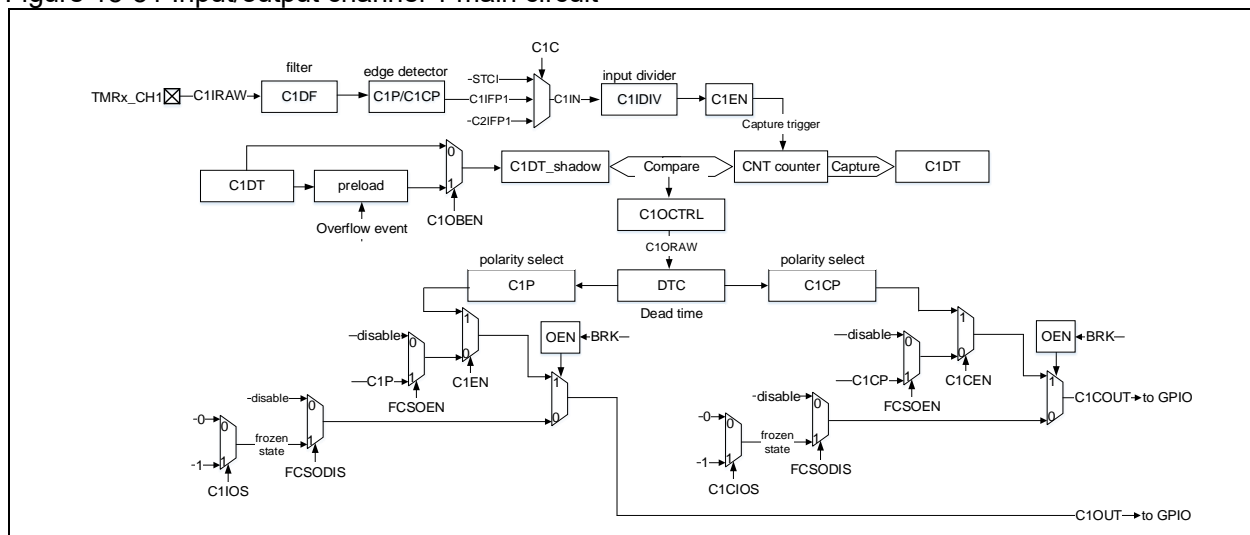 Figure 15-31 Input/output channel 1 main circuit
C1C
filter
edge detector
input divider
-STCI
TMRx_CH1
C1IRAW
C1DF
C1P/C1CP
C1IFP1
C1IN
C1IDIV
C1EN
-C2IFP1
Capture trigger
0
1
C1DT
preload
C1DT_shadow
Compare
CNT counter
Capture
C1DT
C1OBEN
Overflow event
C1OCTRL
C1ORAW
polarity select
polarity select
C1P
DTC
C1CP
Dead time
1
0
disable
0
1
C1P
C1EN
FCSOEN
OEN
BRK
1
0
-disable
0
1
-0
0
-1
1
frozen
state
FCSODIS
C1IOS
1
0
disable
0
1
C1CP
C1CEN
FCSOEN
OEN
BRK
1
0
C1COUT
to GPIO
-disable
0
1
-0
0
-1
1
frozen
state
FCSODIS
C1CIOS
C1OUT
to GPIO